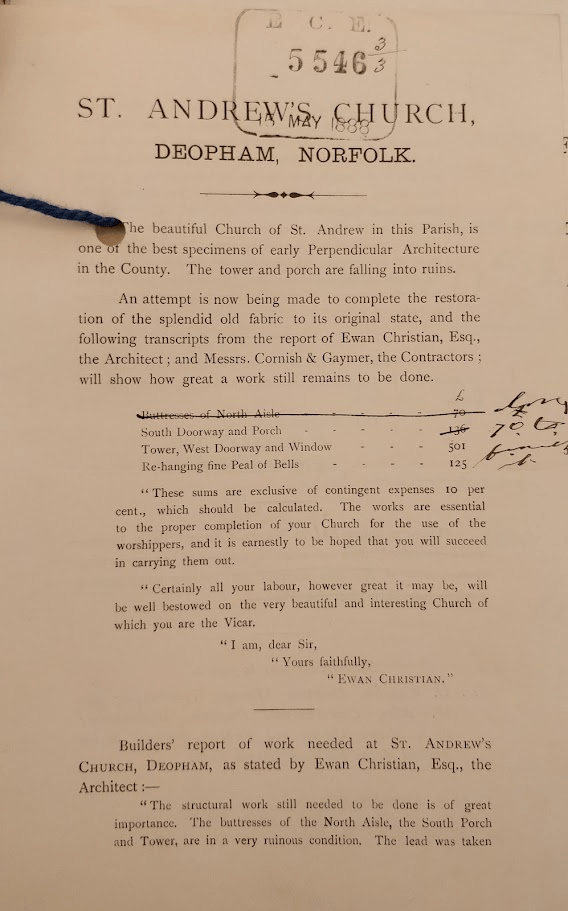 E. C. E.
5546 3/3
15 MAY 1888
ST. ANDREW'S CHURCH,
DEOPHAM, NORFOLK.
The beautiful Church of St. Andrew in this Parish, is
one of the best specimens of early Perpendicular Architecture
in the County. The tower and porch are falling into ruins.
An attempt is now being made to complete the restora-
tion of the splendid old fabric to its original state, and the
following transcripts from the report of Ewan Christian, Esq.,
the Architect ; and Messrs. Cornish & Gaymer, the Contractors ;
will show how great a work still remains to be done.
£
Buttresses of North Aisle - - - - 70
South Doorway and Porch - - - - 136 70
Tower, West Doorway and Window - - - 501
Re-hanging fine Peal of Bells - - - - 125
" These sums are exclusive of contingent expenses 10 per
cent., which should be calculated. The works are essential
to the proper completion of your Church for the use of the
worshippers, and it is earnestly to be hoped that you will succeed
in carrying them out.
" Certainly all your labour, however great it may be, will
be well bestowed on the very beautiful and interesting Church of
which you are the Vicar.
" I am, dear Sir,
" Yours faithfully,
" EWAN CHRISTIAN."
Builders' report of work needed at ST. ANDREW'S
CHURCH, DEOPHAM, as stated by Ewan Christian, Esq., the
Architect :—
" The structural work still needed to be done is of great
importance. The buttresses of the North Aisle, the South Porch
and Tower, are in a very ruinous condition. The lead was taken